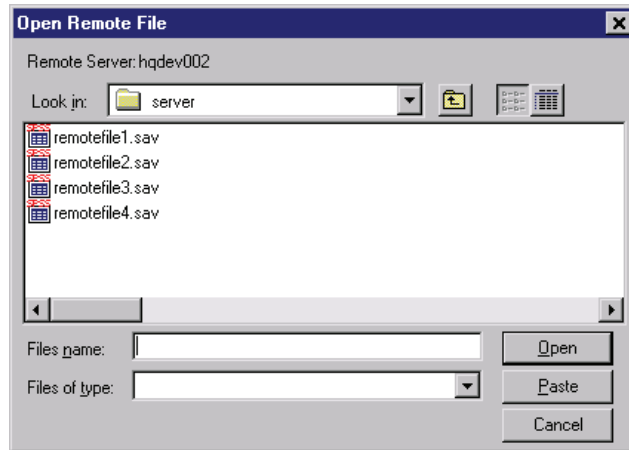 Open Remote File
Remote Server: hqdev002
Look in: server
remotefile1.sav
remotefile2.sav
remotefile3.sav
remotefile4.sav
Files name:
Open
Files of type:
Paste
Cancel